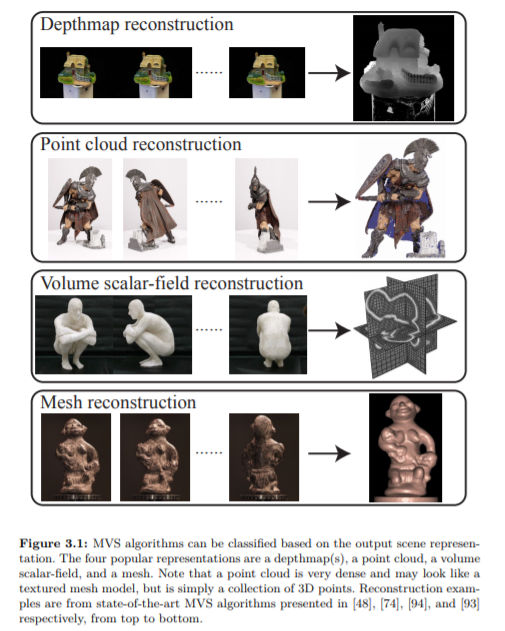 Depthmap reconstruction
......
Point cloud reconstruction
......
Volume scalar-field reconstruction
......
Mesh reconstruction
......
Figure 3.1: MVS algorithms can be classified based on the output scene represen-
tation. The four popular representations are a depthmap(s), a point cloud, a volume
scalar-field, and a mesh. Note that a point cloud is very dense and may look like a
textured mesh model, but is simply a collection of 3D points. Reconstruction exam-
ples are from state-of-the-art MVS algorithms presented in [48], [74], [94], and [93]
respectively, from top to bottom.